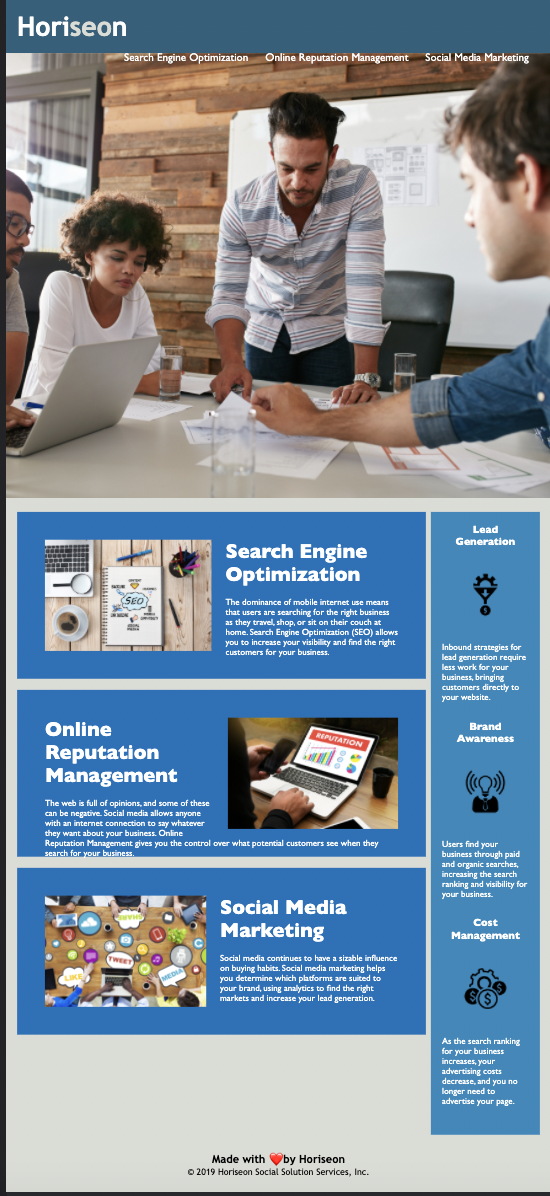 Horiseon
Search Engine Optimization
Online Reputation Management
Social Media Marketing
SEO
Search Engine
Optimization
The dominance of mobile internet use means
that users are searching for the right business
as they travel, shop, or sit on their couch at
home. Search Engine Optimization (SEO) allows
you to increase your visibility and find the right
customers for your business.
Online
Reputation
Management
The web is full of opinions, and some of these
can be negative. Social media allows anyone
with an internet connection to say whatever
they want about your business. Online
Reputation Management gives you the control over what potential customers see when they
search for your business.
REPUTATION
SHARE
TWEET
LIKE
MEDIA
Social Media
Marketing
Social media continues to have a sizable influence
on buying habits. Social media marketing helps
you determine which platforms are suited to
your brand, using analytics to find the right
markets and increase your lead generation.
Lead
Generation
Inbound strategies for
lead generation require
less work for your
business, bringing
customers directly to
your website.
Brand
Awareness
Users find your
business through paid
and organic searches,
increasing the search
ranking and visibility for
your business.
Cost
Management
As the search ranking
for your business
increases, your
advertising costs
decrease, and you no
longer need to
advertise your page.
Made with ❤️by Horiseon
© 2019 Horiseon Social Solution Services, Inc.